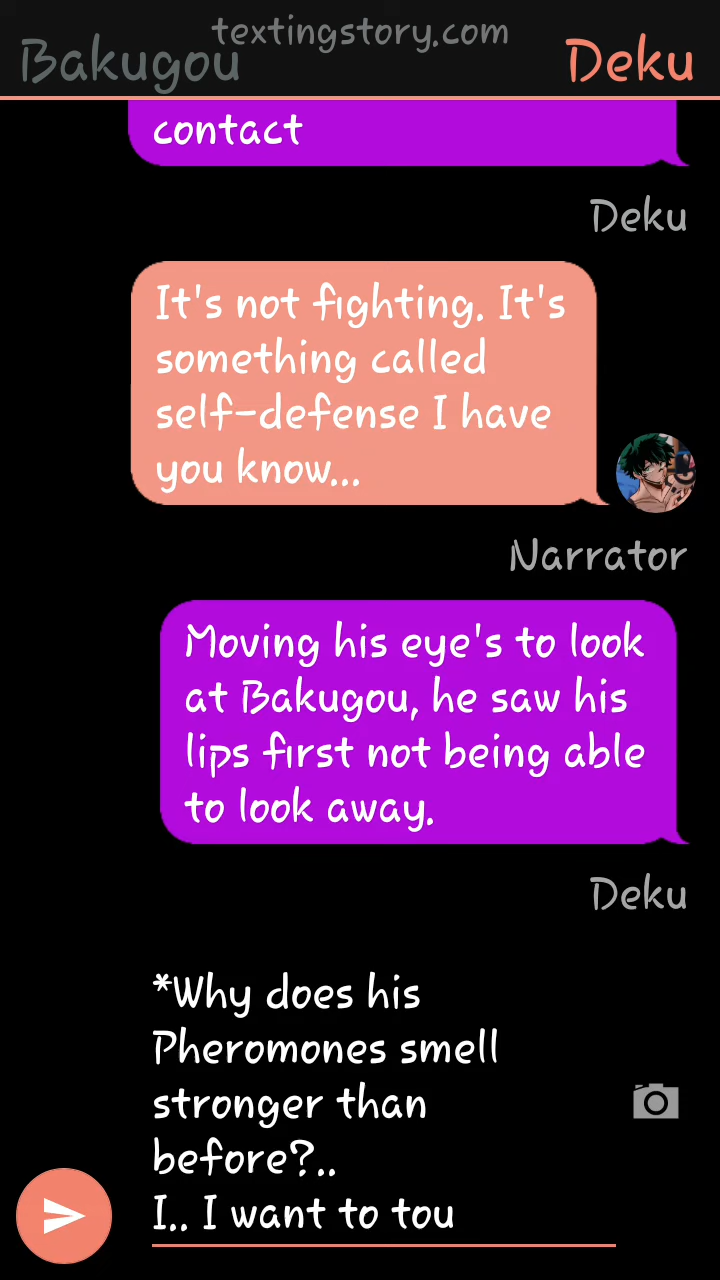 textingstory.com
Bakugou
Deku
contact
Deku
It's not fighting. It's
something called
self-defense I have
you know...
Narrator
Moving his eye's to look
at Bakugou, he saw his
lips first not being able
to look away.
Deku
*Why does his
Pheromones smell
stronger than
before?..
I.. I want to tou